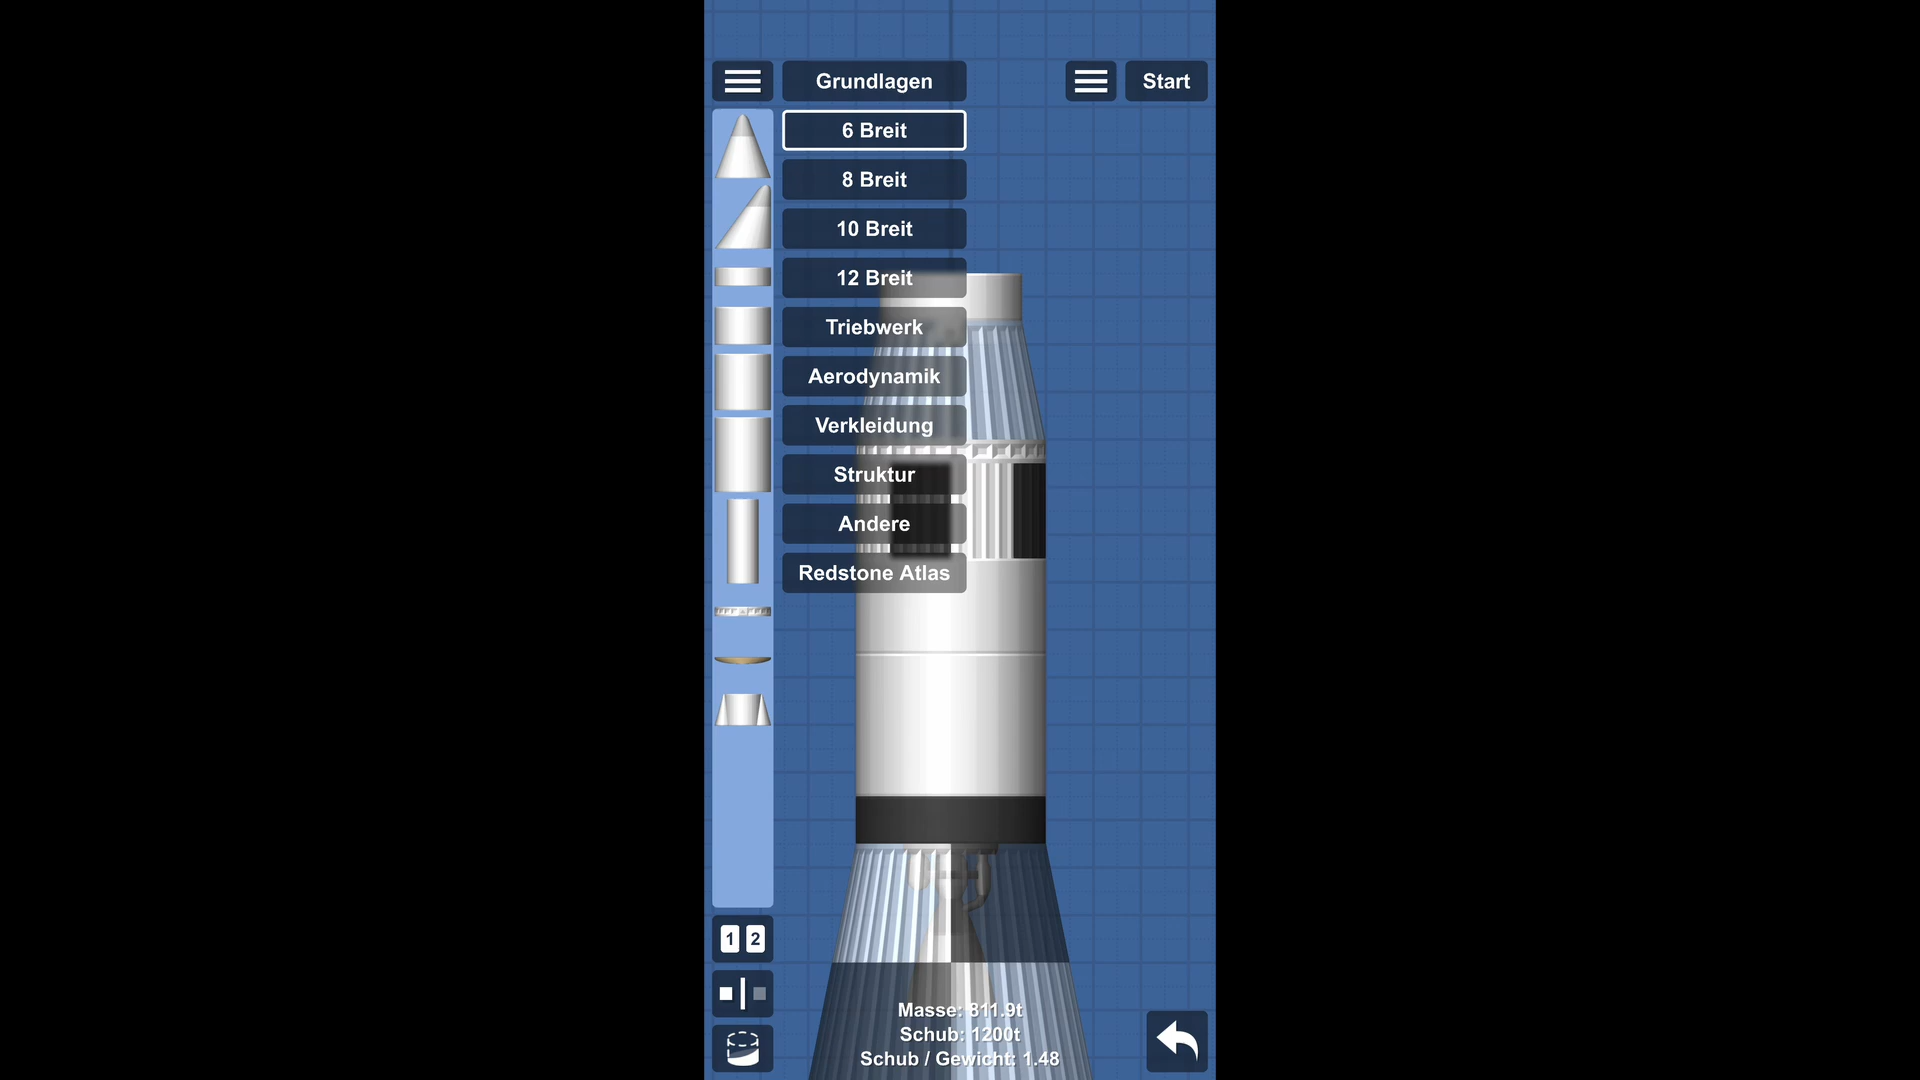 Grundlagen
Start
6 Breit
8 Breit
10 Breit
12 Breit
Triebwerk
Aerodynamik
Verkleidung
Struktur
Andere
Redstone Atlas
1 2
Masse: 811.9t
Schub: 1200t
Schub / Gewicht: 1.48